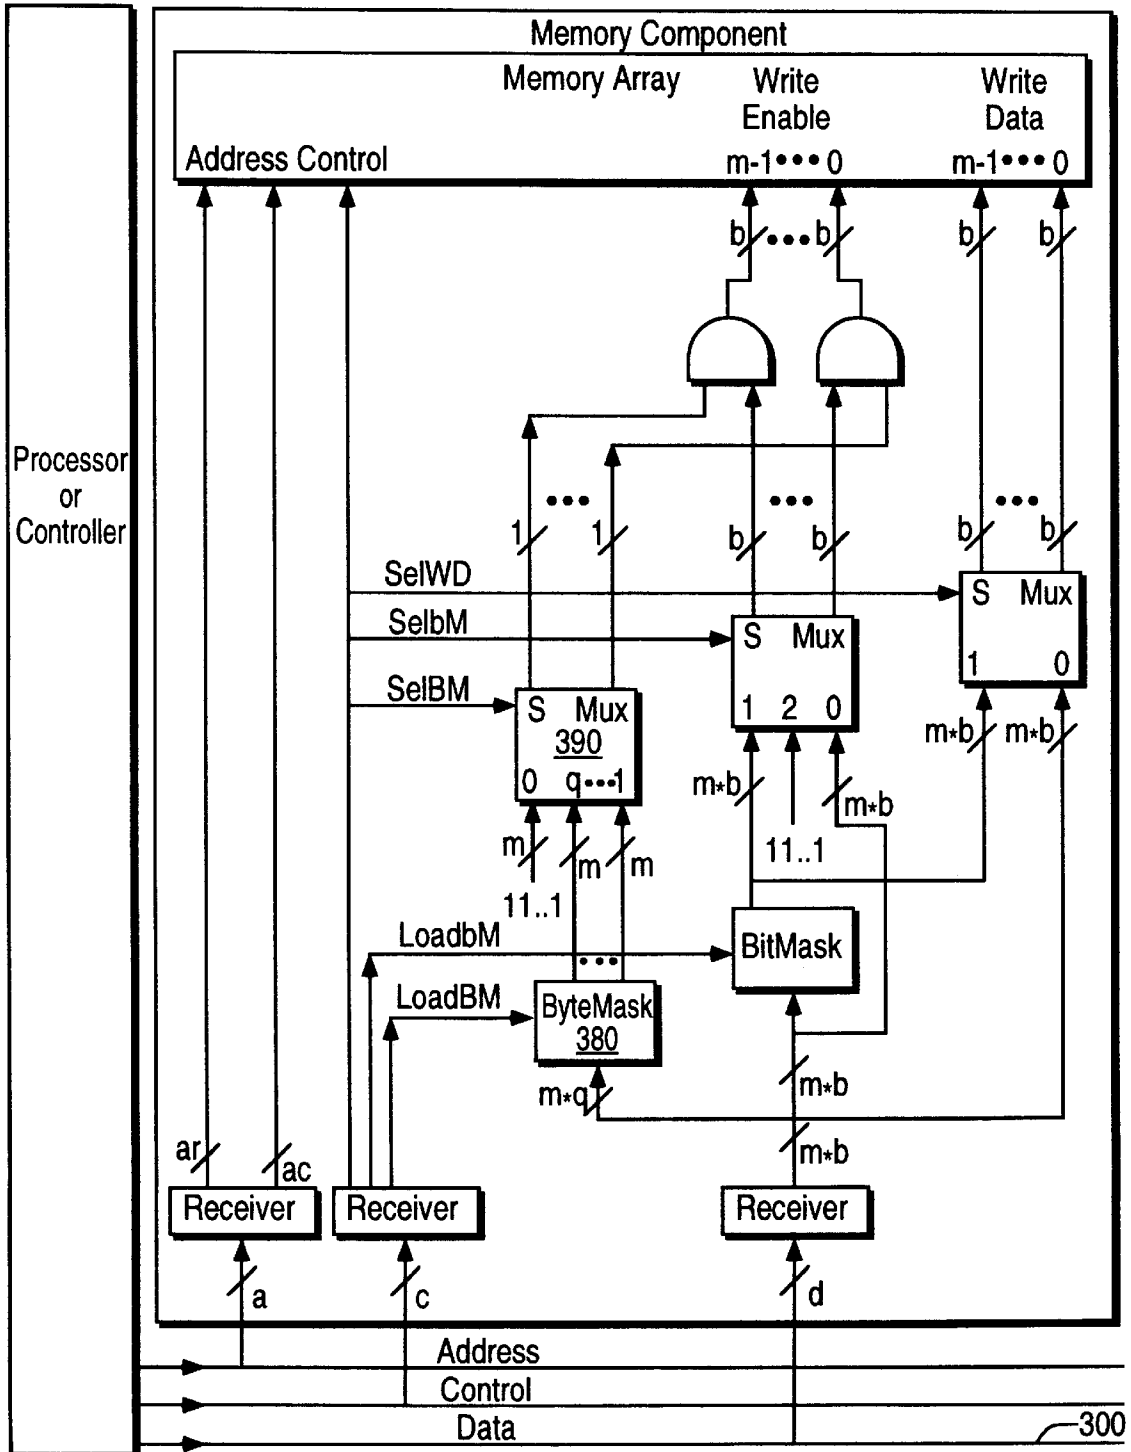 Memory Component
Memory Array
Write Enable
Write Data
Address Control
m-1•••• 0
m-1••• 0
b ••• b
b b
Processor
or
Controller
••• ••• •••
1 1
b b
b b
SelWD
S Mux
SelbM
S Mux
1 0
SelBM
S Mux
1 2 0
390
m*b m*b
0 q•••1
m*b
m*b
m m m
11..1
11..1
LoadbM
BitMask
•••
LoadBM
ByteMask
380
m*b
m*q
m*b
ar
ac
Receiver
Receiver
Receiver
a
c
d
Address
Control
Data
300